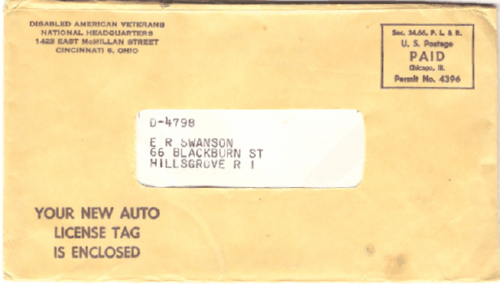 DISABLED AMERICAN VETERANS
NATIONAL HEADQUARTERS
1423 EAST McMILLAN STREET
CINCINNATI 6, OHIO
Sec. 34.66, P. L. & R.
U. S. Postage
PAID
Chicago, Ill.
Permit No. 4396
D-4798
E R SWANSON
66 BLACKBURN ST
HILLSGROVE R I
YOUR NEW AUTO
LICENSE TAG
IS ENCLOSED